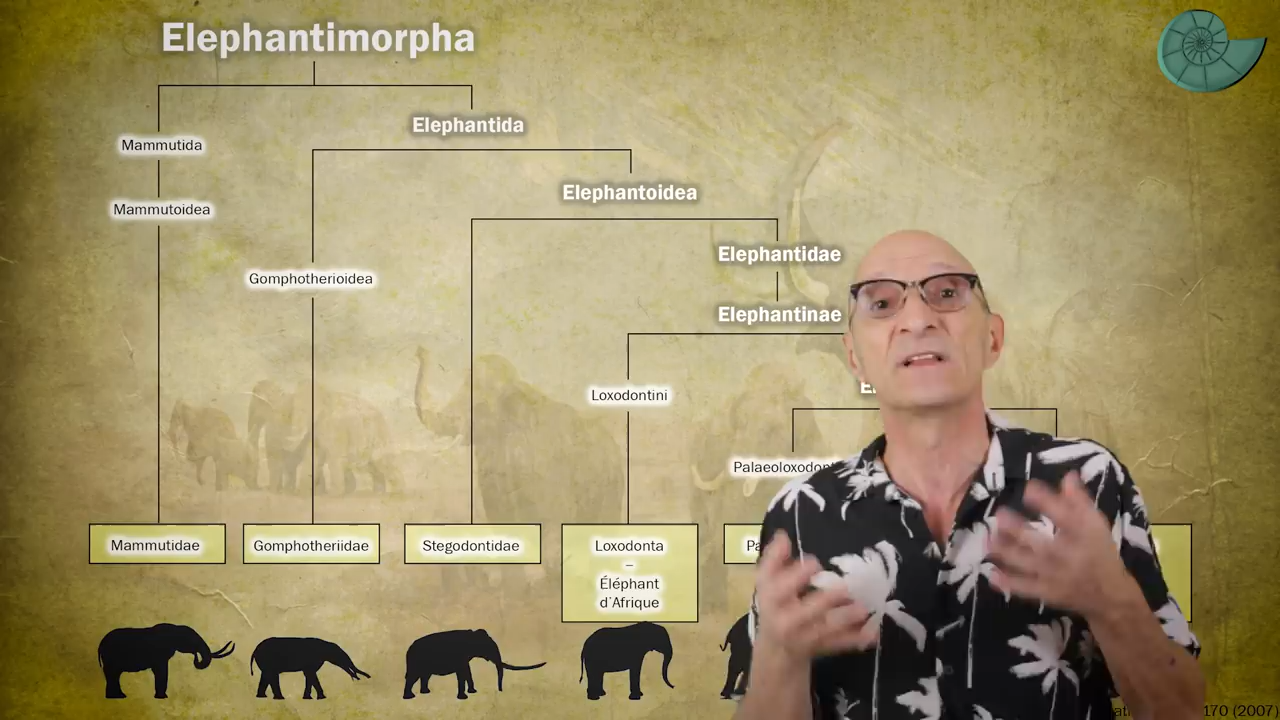 Elephantimorpha
Elephantida
Mammutida
Elephantoidea
Mammutoidea
Elephantidae
Gomphotherioidea
Elephantinae
Loxodontini
Mammutidae
Gomphotheriidae
Stegodontidae
Loxodonta
–
Éléphant
d'Afrique
170 (2007)